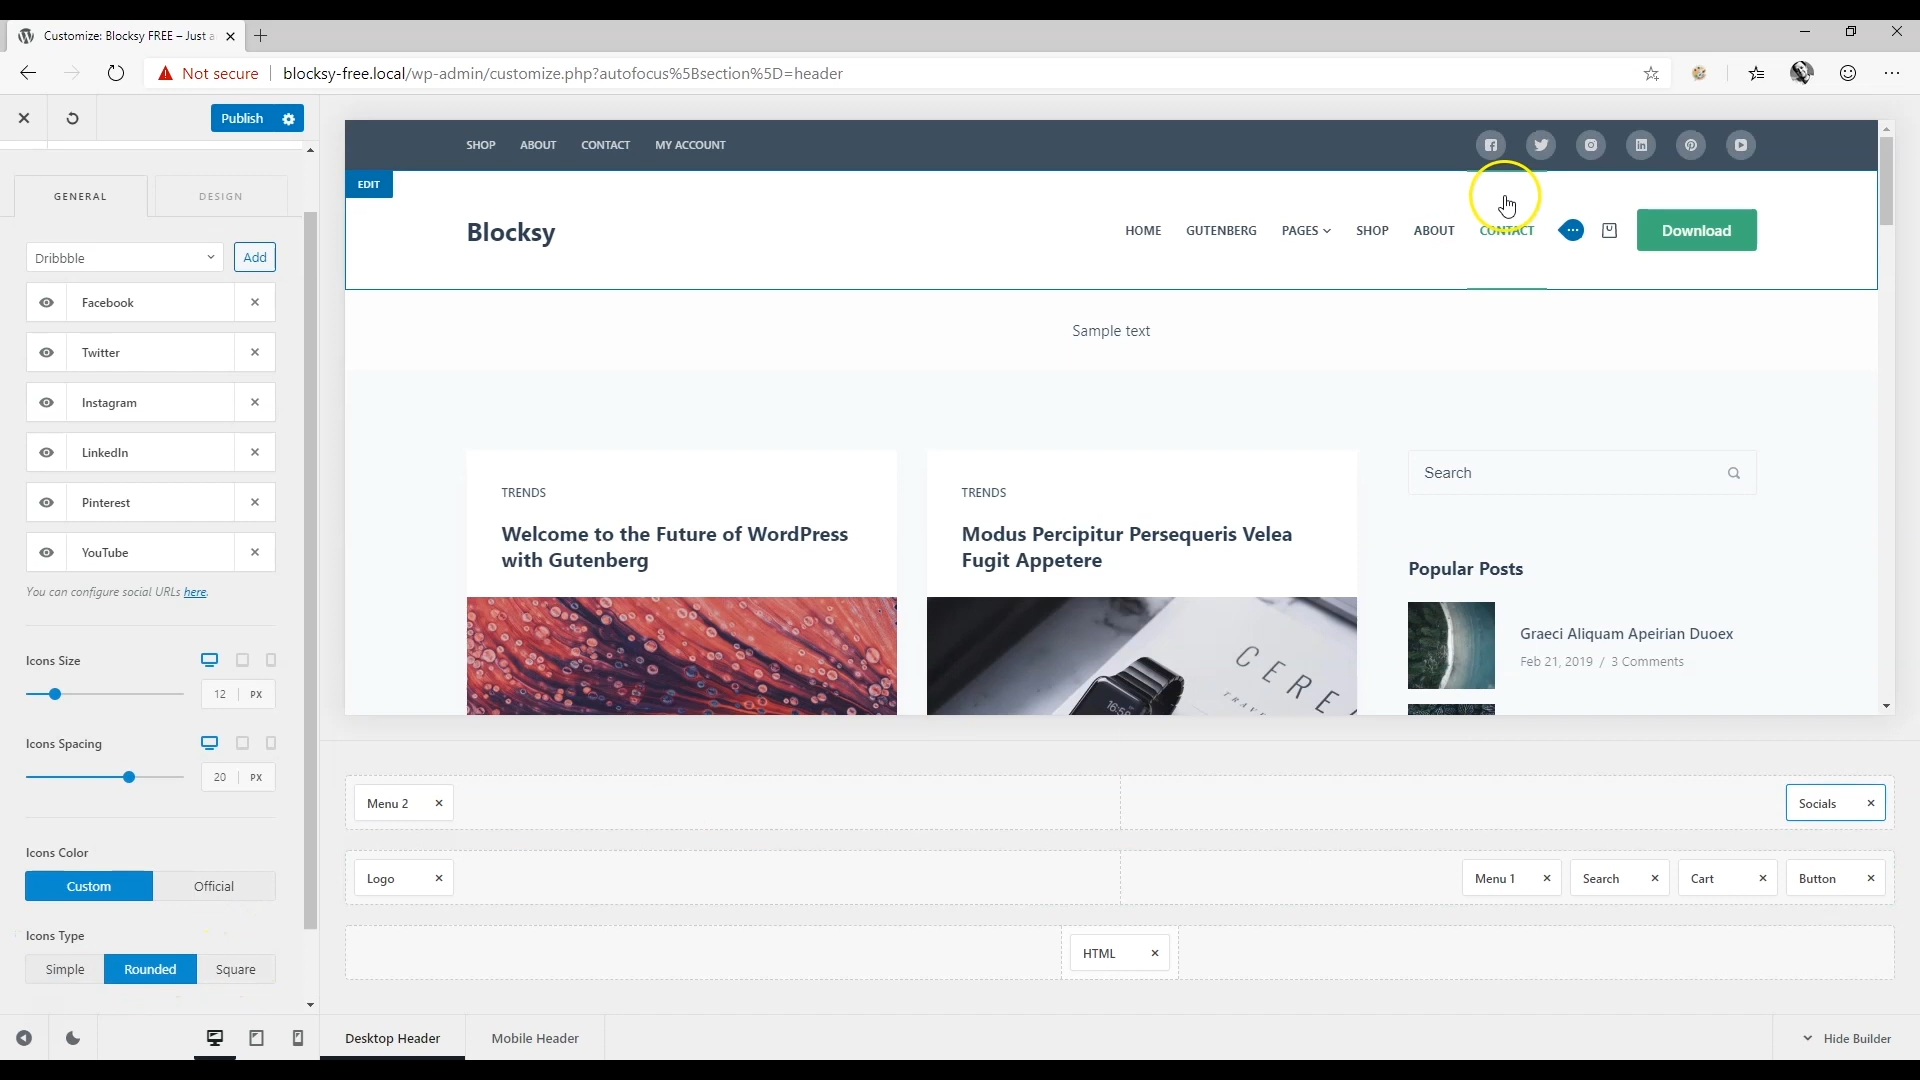 Customize: Blocksy FREE – Just a
Not secure
blocksy-free.local/wp-admin/customize.php?autofocus%5Bsection%5D=header
Publish
GENERAL
DESIGN
Dribbble
Add
Facebook
Twitter
Instagram
LinkedIn
Pinterest
YouTube
You can configure social URLs here.
Icons Size
12 PX
Icons Spacing
20 PX
Icons Color
Custom
Official
Icons Type
Simple
Rounded
Square
SHOP
ABOUT
CONTACT
MY ACCOUNT
EDIT
Blocksy
HOME
GUTENBERG
PAGES
SHOP
ABOUT
CONTACT
Download
Sample text
TRENDS
Welcome to the Future of WordPress
with Gutenberg
TRENDS
Modus Percipitur Persequeris Velea
Fugit Appetere
CERE
16:56
Search
Popular Posts
Graeci Aliquam Apeirian Duoex
Feb 21, 2019 / 3 Comments
Menu 2
Socials
Logo
Menu 1
Search
Cart
Button
HTML
Desktop Header
Mobile Header
Hide Builder